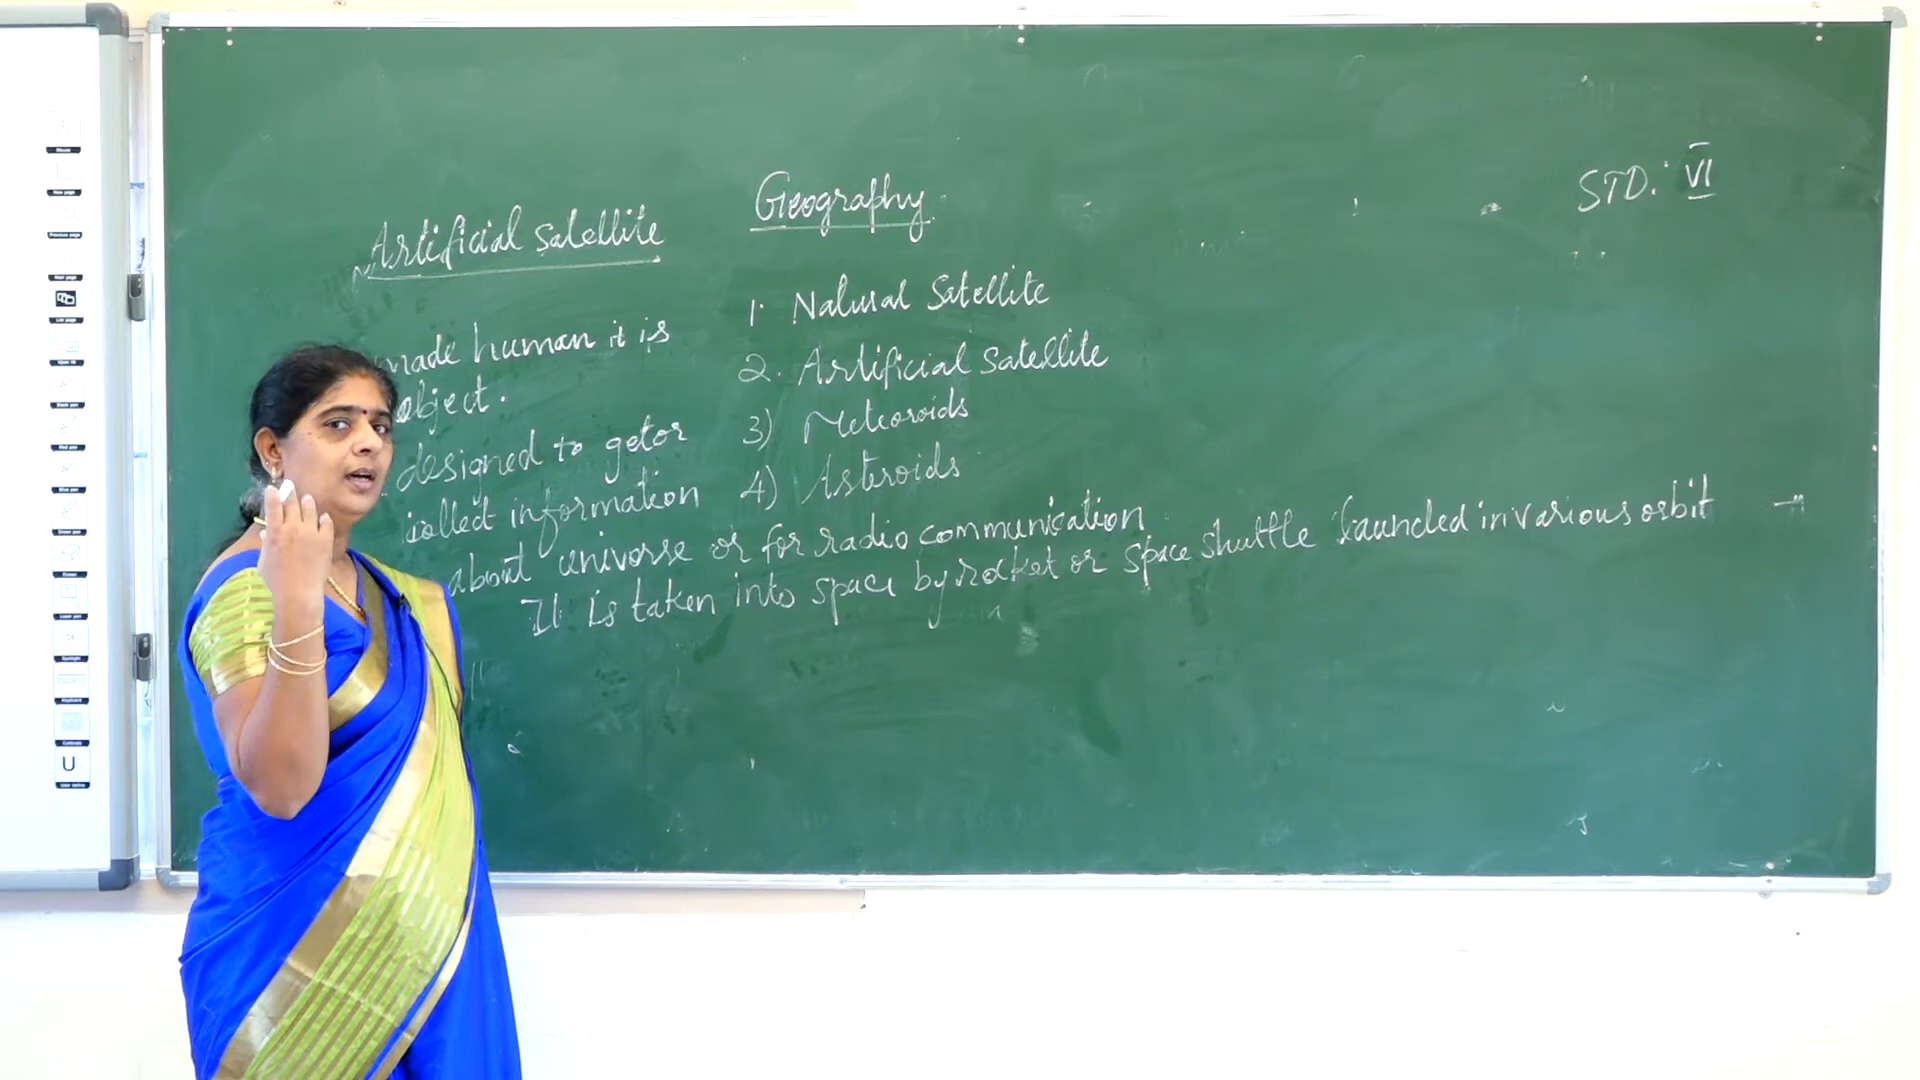 Geography
STD: VI
Artificial satellite
1. Natural Satellite
2. Artificial satellite
3) Meteoroids
4) Asteroids
made human it is
object.
designed to get or
collect information
about universe or for radio communication
It is taken into space by rocket or space shuttle launded in various orbit
U